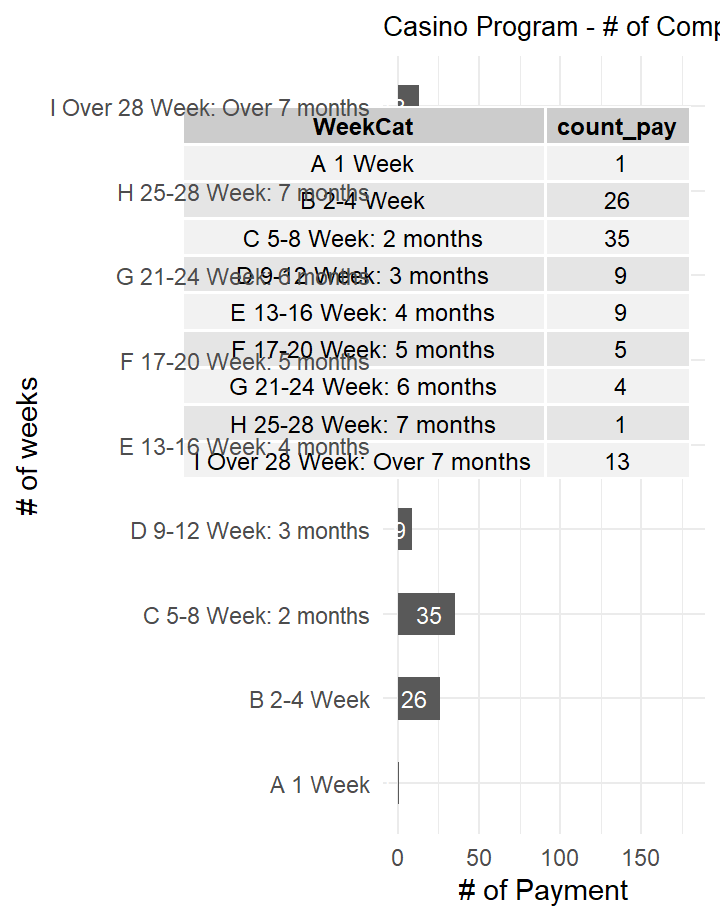 Casino Program - # of Comp
I Over 28 Week: Over 7 months
WeekCat count_pay
A 1 Week 1
H 25-28 Week: 7 months
B 2-4 Week 26
C 5-8 Week: 2 months 35
G 21-24 Week: 6 months
D 9-12 Week: 3 months 9
E 13-16 Week: 4 months 9
F 17-20 Week: 5 months
F 17-20 Week: 5 months 5
G 21-24 Week: 6 months 4
H 25-28 Week: 7 months 1
E 13-16 Week: 4 months
I Over 28 Week: Over 7 months 13
# of weeks
D 9-12 Week: 3 months 9
C 5-8 Week: 2 months 35
B 2-4 Week 26
A 1 Week
0 50 100 150
# of Payment